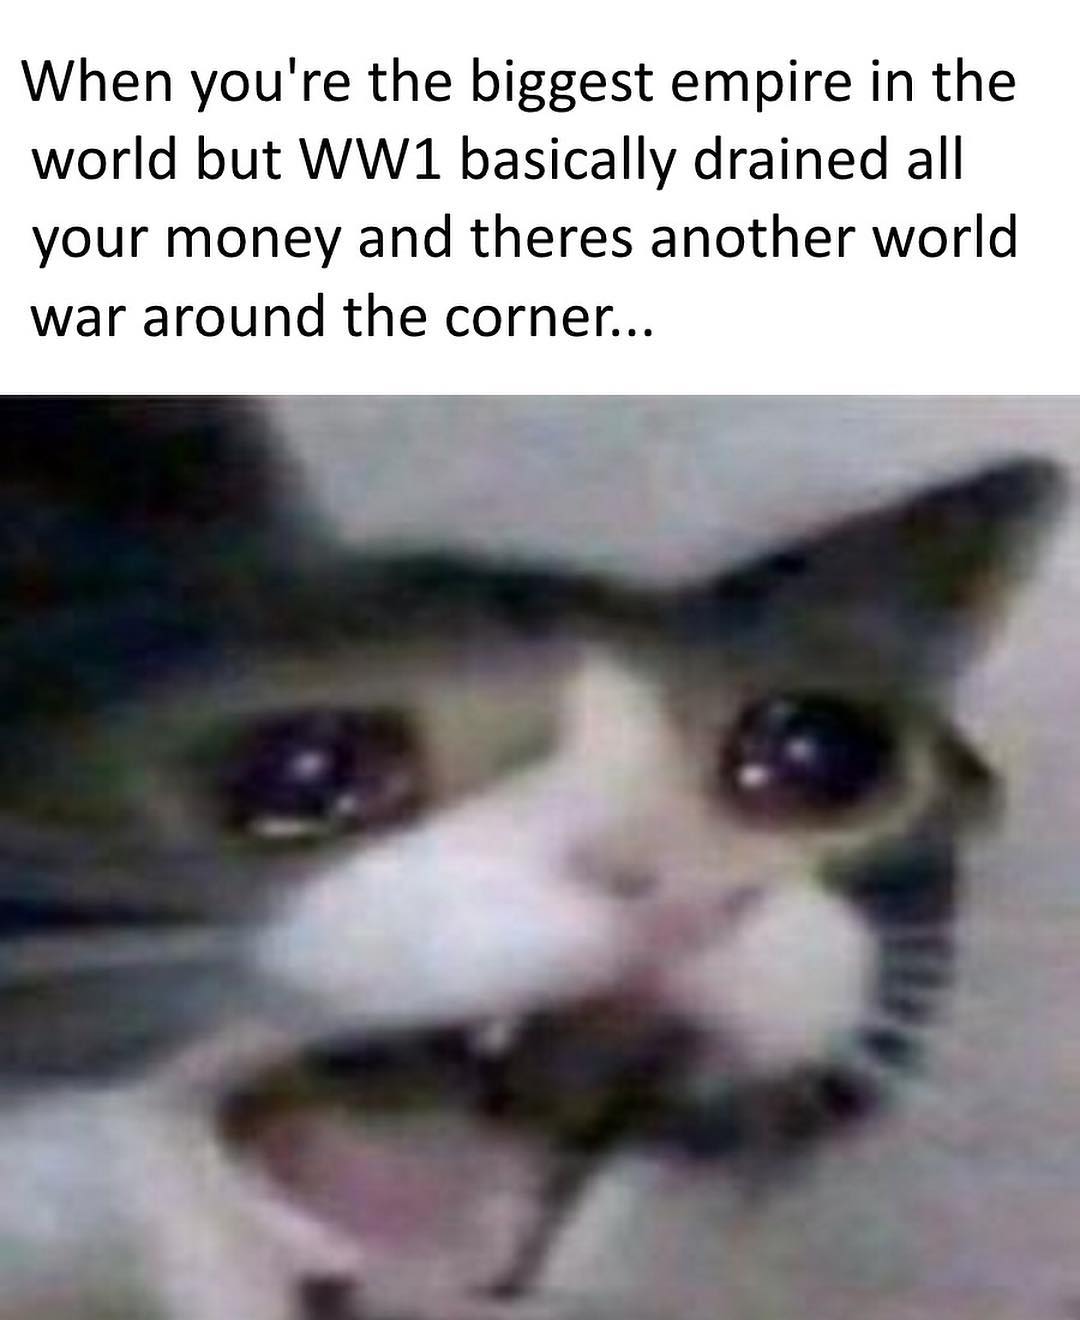 When you're the biggest empire in the
world but WW1 basically drained all
your money and theres another world
war around the corner...